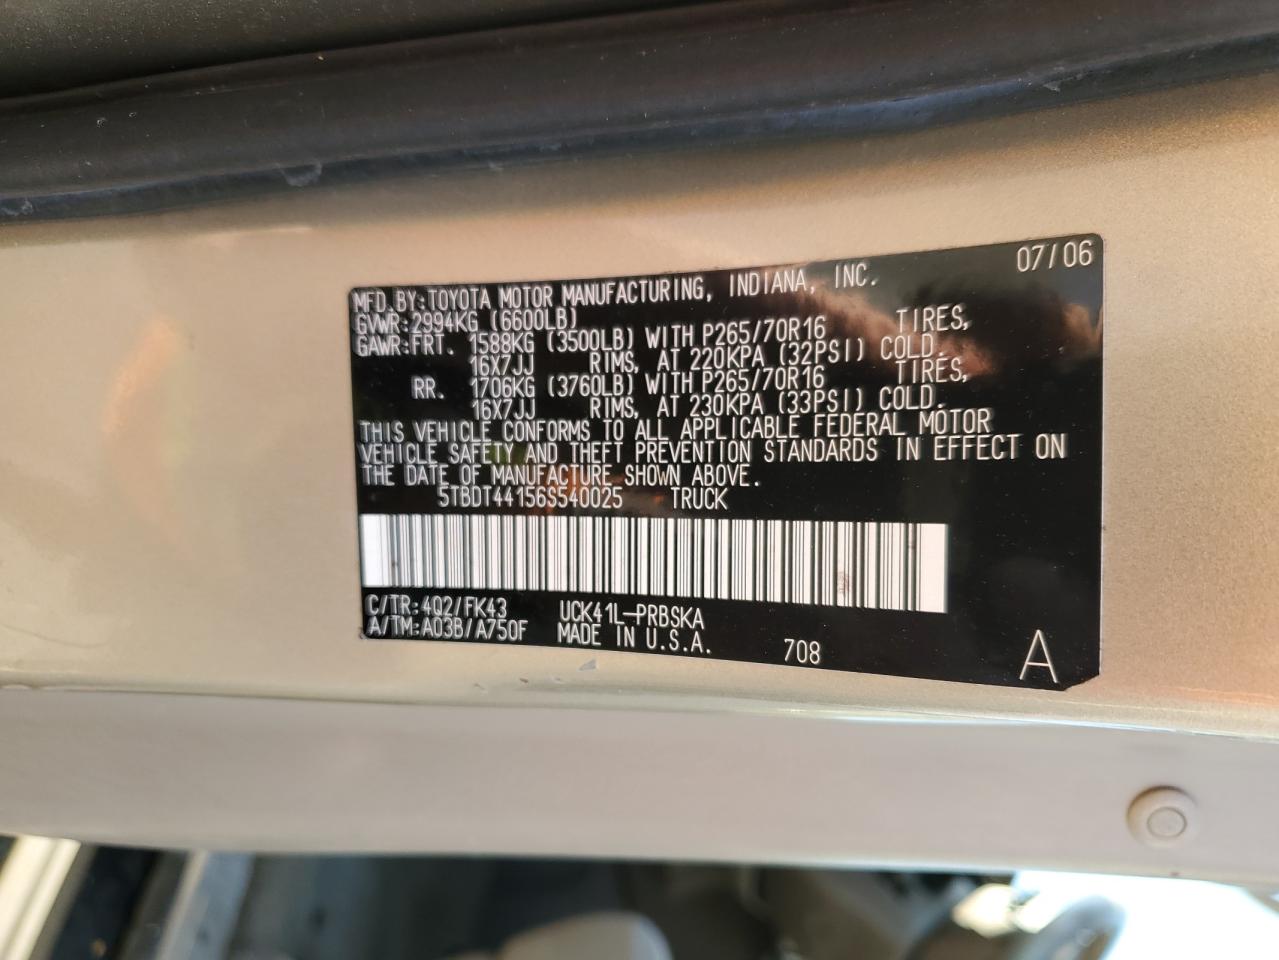 07/06
MFD.BY:TOYOTA MOTOR MANUFACTURING, INDIANA, INC.
GVWR:2994KG (6600LB)
GAWR:FRT. 1588KG (3500LB) WITH P265/70R16 TIRES,
16X7JJ RIMS, AT 220KPA (32PSI) COLD.
RR. 1706KG (3760LB) WITH P265/70R16 TIRES,
16X7JJ RIMS, AT 230KPA (33PSI) COLD.
THIS VEHICLE CONFORMS TO ALL APPLICABLE FEDERAL MOTOR
VEHICLE SAFETY AND THEFT PREVENTION STANDARDS IN EFFECT ON
THE DATE OF MANUFACTURE SHOWN ABOVE.
5TBDT44156S540025 TRUCK
C/TR:4Q2/FK43 UCK41L-PRBSKA
A/TM:A03B/A750F MADE IN U.S.A. 708 A